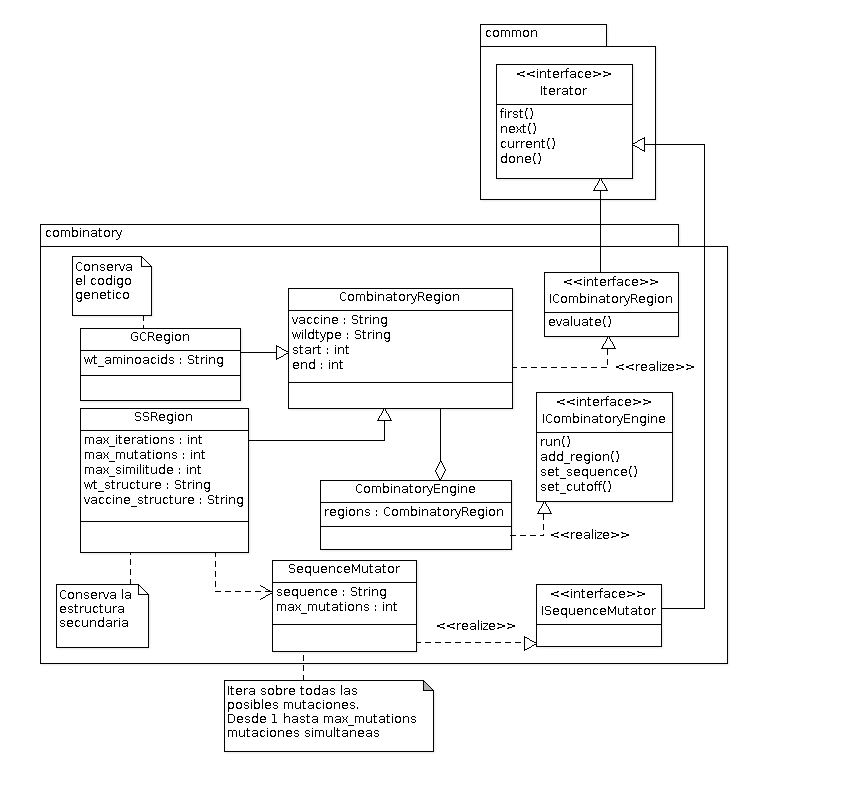 common
<<interface>>
Iterator
first()
next()
current()
done()
combinatory
Conserva
el codigo
genetico
GCRegion
wt_aminoacids : String
CombinatoryRegion
vaccine : String
wildtype : String
start : int
end : int
<<interface>>
ICombinatoryRegion
evaluate()
<<realize>>
SSRegion
max_iterations : int
max_mutations : int
max_similitude : int
wt_structure : String
vaccine_structure : String
<<interface>>
ICombinatoryEngine
run()
add_region()
set_sequence()
set_cutoff()
CombinatoryEngine
regions : CombinatoryRegion
<<realize>>
Conserva la
estructura
secundaria
SequenceMutator
sequence : String
max_mutations : int
<<realize>>
<<interface>>
ISequenceMutator
Itera sobre todas las
posibles mutaciones.
Desde 1 hasta max_mutations
mutaciones simultaneas